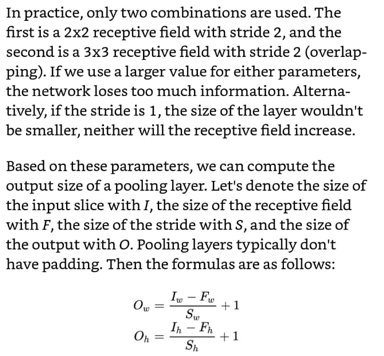 In practice, only two combinations are used. The
first is a 2x2 receptive field with stride 2, and the
second is a 3x3 receptive field with stride 2 (overlap-
ping). If we use a larger value for either parameters,
the network loses too much information. Alterna-
tively, if the stride is 1, the size of the layer wouldn't
be smaller, neither will the receptive field increase.
Based on these parameters, we can compute the
output size of a pooling layer. Let's denote the size of
the input slice with I, the size of the receptive field
with F, the size of the stride with S, and the size of
the output with O. Pooling layers typically don't
have padding. Then the formulas are as follows:
O_w = \frac{I_w - F_w}{S_w} + 1
O_h = \frac{I_h - F_h}{S_h} + 1